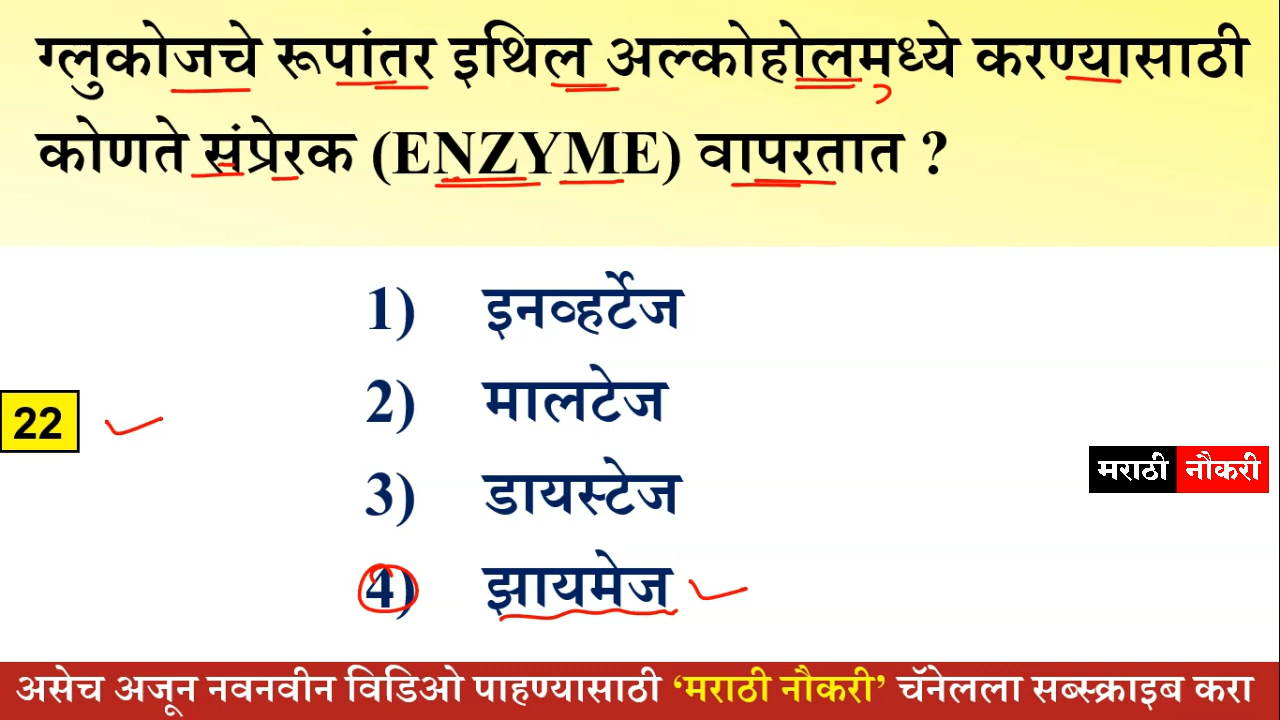 ग्लुकोजचे रूपांतर इथिल अल्कोहोलमध्ये करण्यासाठी
कोणते संप्रेरक (ENZYME) वापरतात ?
1) इनव्हर्टेज
2) मालटेज
22
3) डायस्टेज
मराठी नौकरी
4) झायमेज
असेच अजून नवनवीन विडिओ पाहण्यासाठी ‘मराठी नौकरी’ चॅनेलला सब्स्क्राइब करा